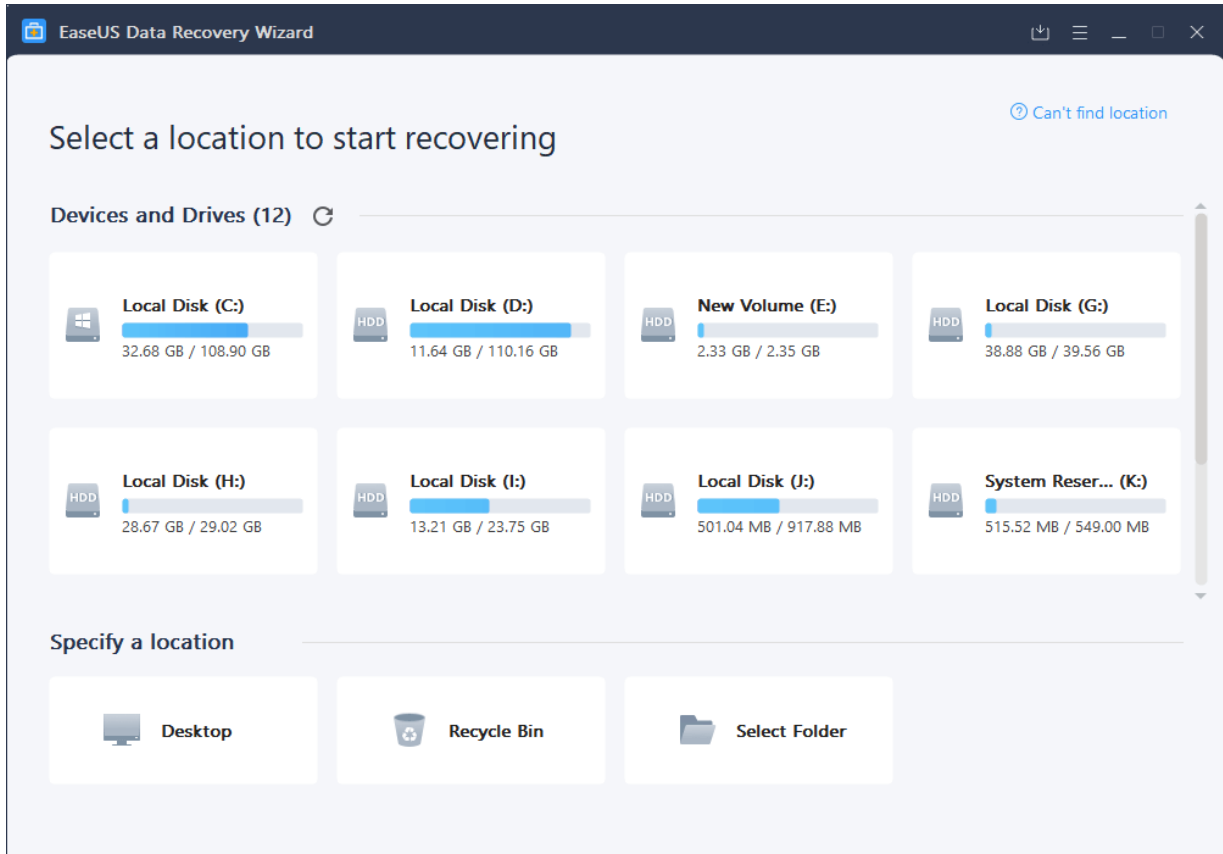 EaseUS Data Recovery Wizard
Can't find location
Select a location to start recovering
Devices and Drives (12)
Local Disk (C:)
32.68 GB / 108.90 GB
HDD
Local Disk (D:)
11.64 GB / 110.16 GB
HDD
New Volume (E:)
2.33 GB / 2.35 GB
HDD
Local Disk (G:)
38.88 GB / 39.56 GB
HDD
Local Disk (H:)
28.67 GB / 29.02 GB
HDD
Local Disk (I:)
13.21 GB / 23.75 GB
HDD
Local Disk (J:)
501.04 MB / 917.88 MB
HDD
System Reser... (K:)
515.52 MB / 549.00 MB
Specify a location
Desktop
Recycle Bin
Select Folder